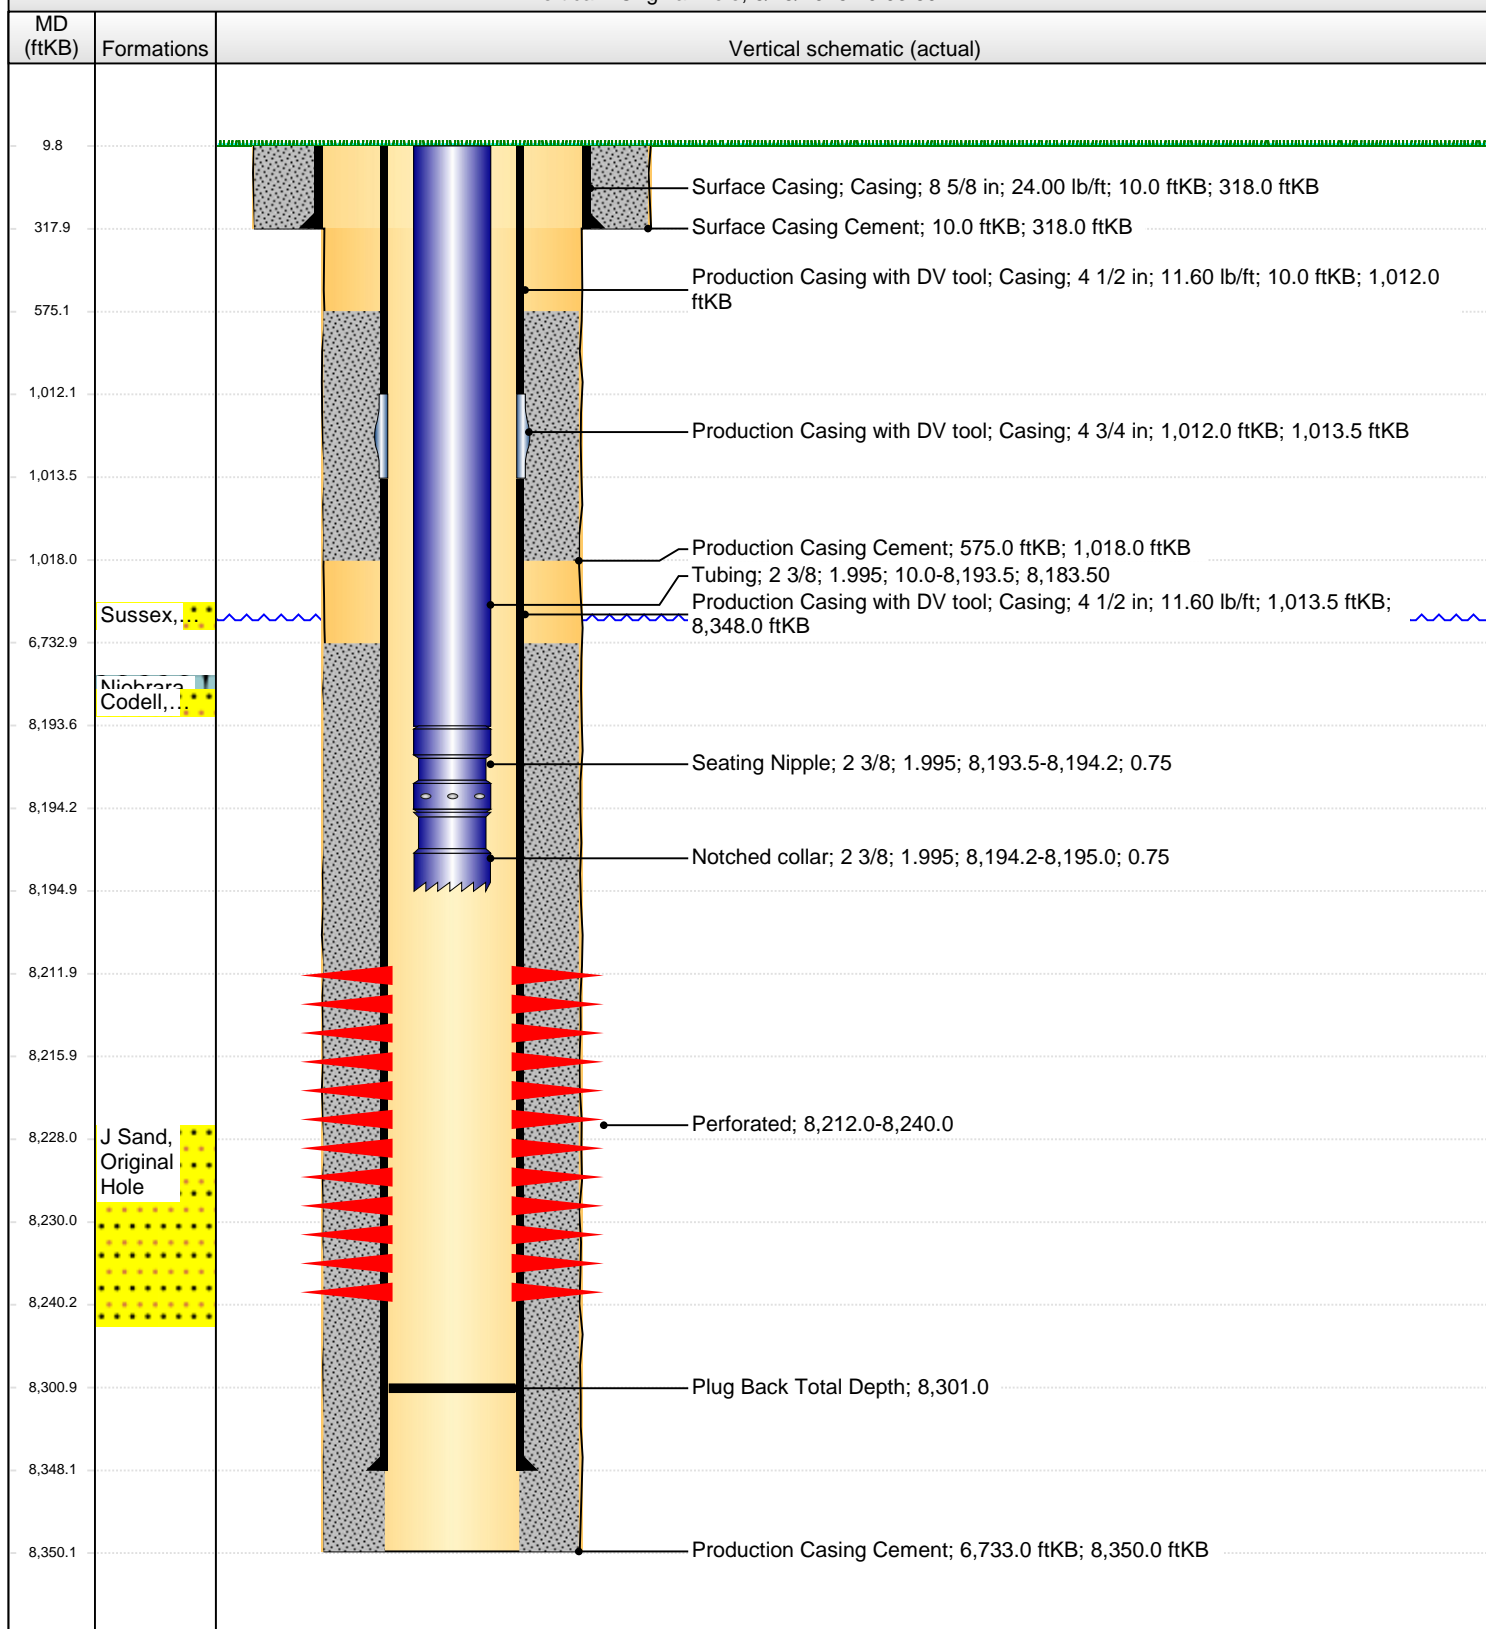 MD
(ftKB)
Formations
Vertical schematic (actual)
9.8
Surface Casing; Casing; 8 5/8 in; 24.00 lb/ft; 10.0 ftKB; 318.0 ftKB
317.9
Surface Casing Cement; 10.0 ftKB; 318.0 ftKB
Production Casing with DV tool; Casing; 4 1/2 in; 11.60 lb/ft; 10.0 ftKB; 1,012.0
ftKB
575.1
1,012.1
Production Casing with DV tool; Casing; 4 3/4 in; 1,012.0 ftKB; 1,013.5 ftKB
1,013.5
Production Casing Cement; 575.0 ftKB; 1,018.0 ftKB
1,018.0
Tubing; 2 3/8; 1.995; 10.0-8,193.5; 8,183.50
Production Casing with DV tool; Casing; 4 1/2 in; 11.60 lb/ft; 1,013.5 ftKB;
8,348.0 ftKB
Sussex,...
6,732.9
Niobrara
Codell,...
8,193.6
Seating Nipple; 2 3/8; 1.995; 8,193.5-8,194.2; 0.75
8,194.2
Notched collar; 2 3/8; 1.995; 8,194.2-8,195.0; 0.75
8,194.9
8,211.9
8,215.9
Perforated; 8,212.0-8,240.0
8,228.0
J Sand,
Original
Hole
8,230.0
8,240.2
8,300.9
Plug Back Total Depth; 8,301.0
8,348.1
8,350.1
Production Casing Cement; 6,733.0 ftKB; 8,350.0 ftKB